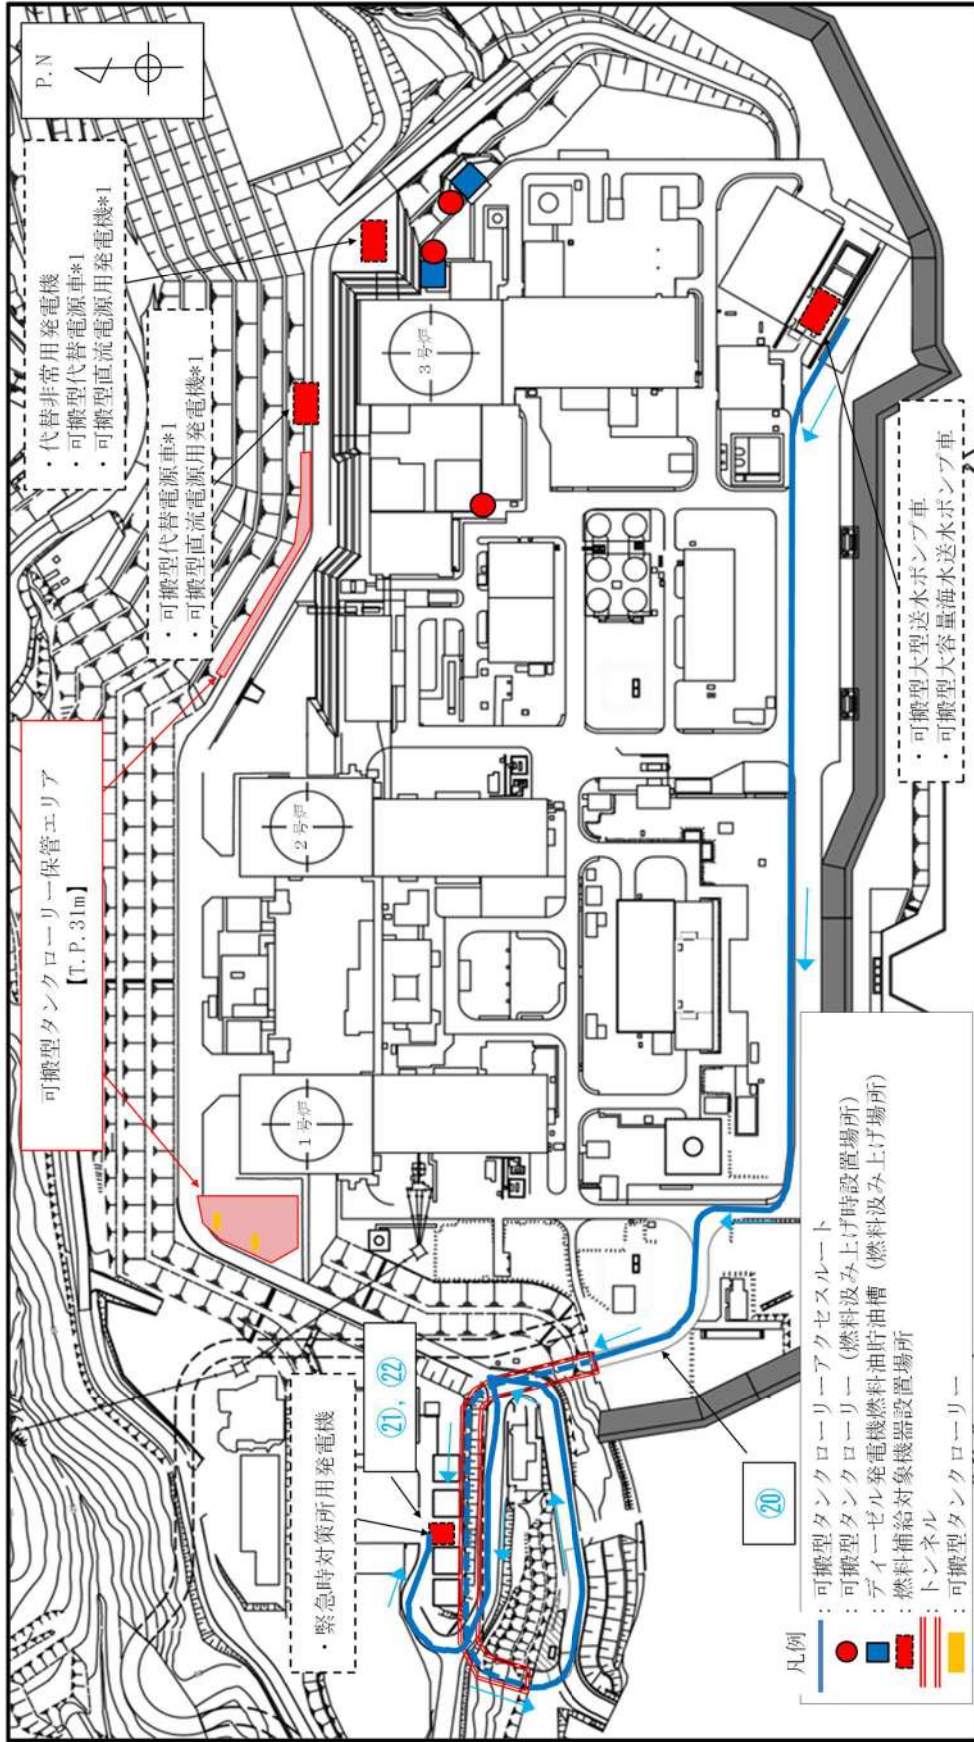 P.N
・代替非常用発電機
・可搬型代替電源車*1
・可搬型直流電源用発電機*1
・可搬型代替電源車*1
・可搬型直流電源用発電機*1
可搬型タンクローリー保管エリア
【T.P.31m】
3号炉
2号炉
1号炉
・可搬型大型送水ポンプ車
・可搬型大容量海水送水ポンプ車
・緊急時対策所用発電機
㉑, ㉒
⑳
凡例
：可搬型タンクローリーアクセスルート
：可搬型タンクローリー（燃料汲み上げ時設置場所）
：ディーゼル発電機燃料油貯油槽（燃料汲み上げ場所）
：燃料補給対象機器設置場所
：トンネル
：可搬型タンクローリー